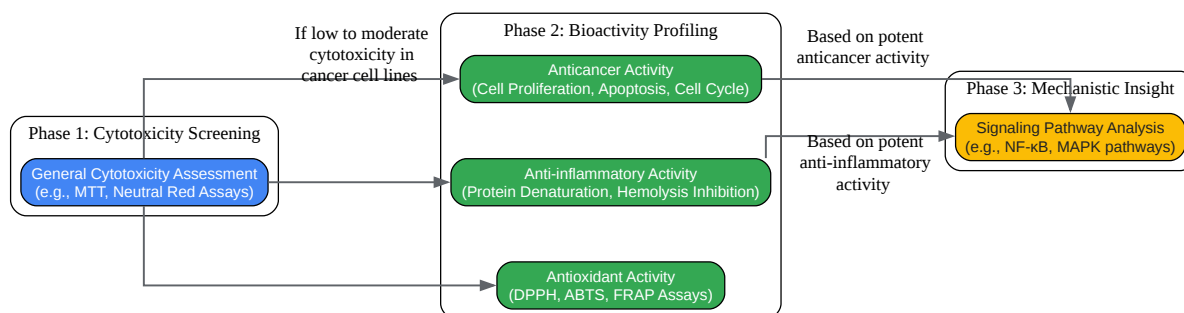 Phase 1: Cytotoxicity Screening
General Cytotoxicity Assessment
(e.g., MTT, Neutral Red Assays)
If low to moderate
cytotoxicity in
cancer cell lines
Phase 2: Bioactivity Profiling
Anticancer Activity
(Cell Proliferation, Apoptosis, Cell Cycle)
Anti-inflammatory Activity
(Protein Denaturation, Hemolysis Inhibition)
Antioxidant Activity
(DPPH, ABTS, FRAP Assays)
Based on potent
anticancer activity
Based on potent
anti-inflammatory
activity
Phase 3: Mechanistic Insight
Signaling Pathway Analysis
(e.g., NF-κB, MAPK pathways)